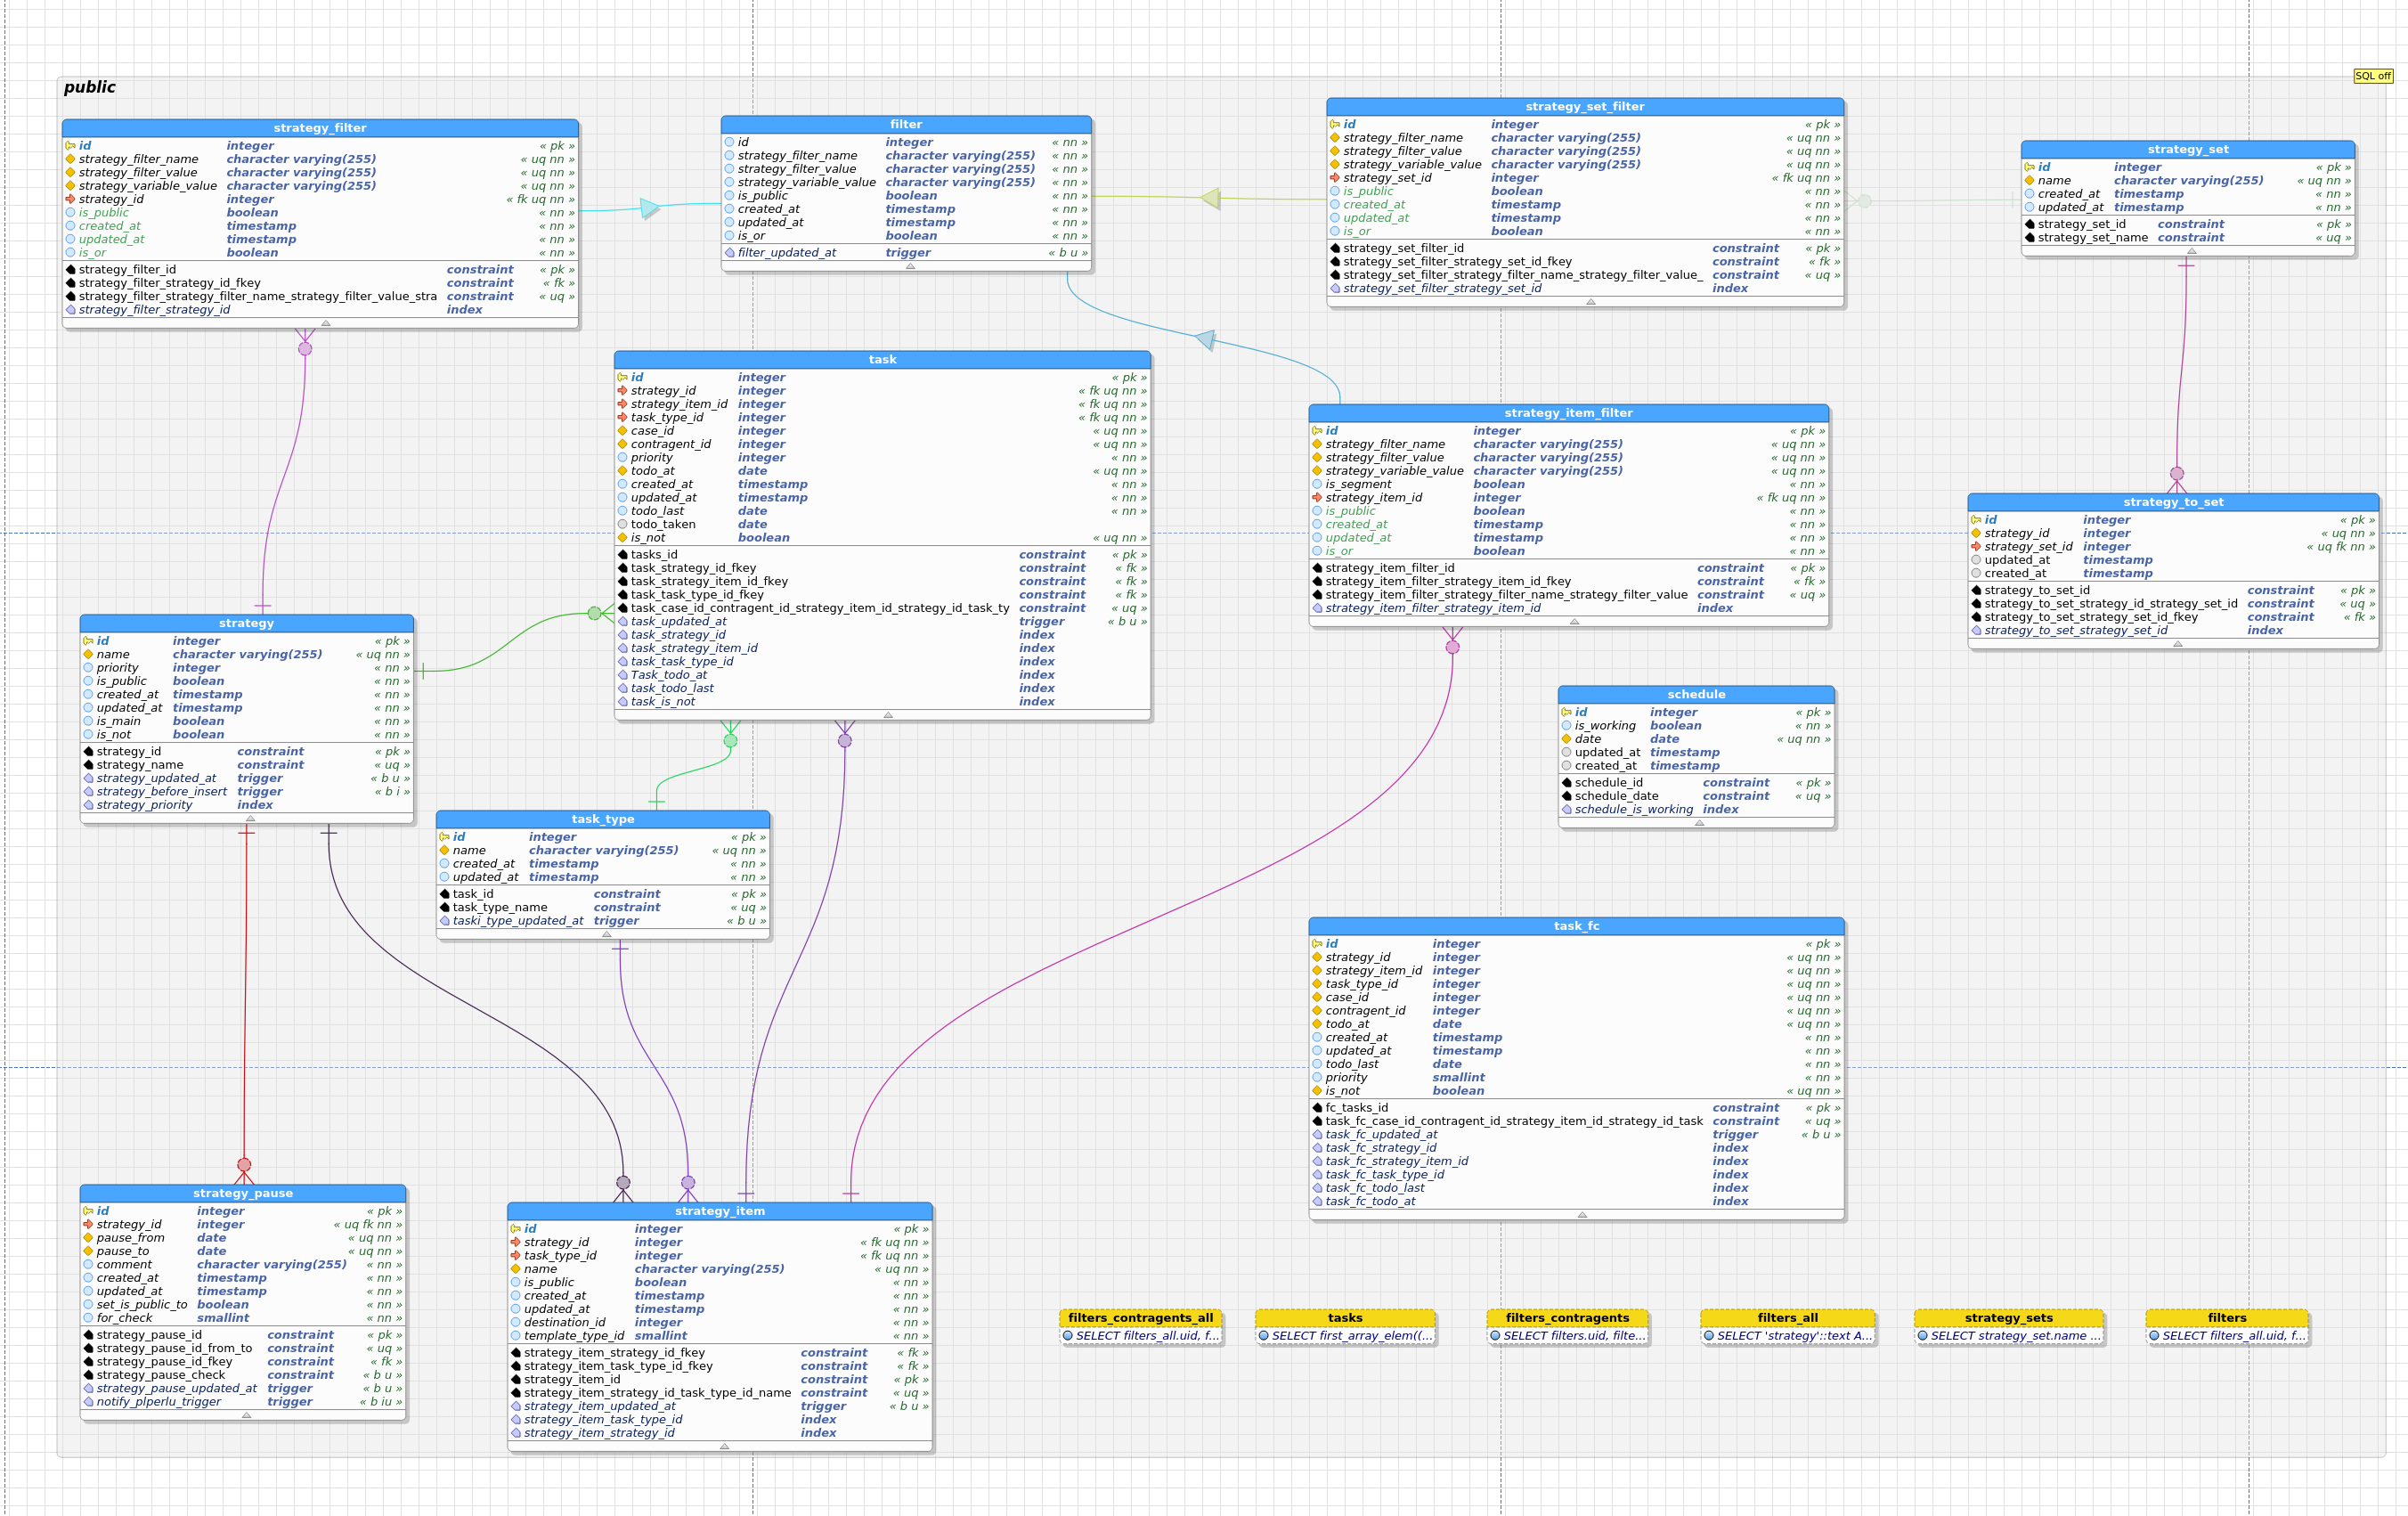 public
SQL off
strategy_filter
id integer « pk »
strategy_filter_name character varying(255) « uq nn »
strategy_filter_value character varying(255) « uq nn »
strategy_variable_value character varying(255) « uq nn »
strategy_id integer « fk uq nn »
is_public boolean « nn »
created_at timestamp « nn »
updated_at timestamp « nn »
is_or boolean « nn »
strategy_filter_id constraint « pk »
strategy_filter_strategy_id_fkey constraint « fk »
strategy_filter_strategy_filter_name_strategy_filter_value_stra constraint « uq »
strategy_filter_strategy_id index
filter
id integer « nn »
strategy_filter_name character varying(255) « nn »
strategy_filter_value character varying(255) « nn »
strategy_variable_value character varying(255) « nn »
is_public boolean « nn »
created_at timestamp « nn »
updated_at timestamp « nn »
is_or boolean « nn »
filter_updated_at trigger « b u »
strategy_set_filter
id integer « pk »
strategy_filter_name character varying(255) « uq nn »
strategy_filter_value character varying(255) « uq nn »
strategy_variable_value character varying(255) « uq nn »
strategy_set_id integer « fk uq nn »
is_public boolean « nn »
created_at timestamp « nn »
updated_at timestamp « nn »
is_or boolean « nn »
strategy_set_filter_id constraint « pk »
strategy_set_filter_strategy_set_id_fkey constraint « fk »
strategy_set_filter_strategy_filter_name_strategy_filter_value_ constraint « uq »
strategy_set_filter_strategy_set_id index
strategy_set
id integer « pk »
name character varying(255) « uq nn »
created_at timestamp « nn »
updated_at timestamp « nn »
strategy_set_id constraint « pk »
strategy_set_name constraint « uq »
task
id integer « pk »
strategy_id integer « fk uq nn »
strategy_item_id integer « fk uq nn »
task_type_id integer « fk uq nn »
case_id integer « uq nn »
contragent_id integer « uq nn »
priority integer « nn »
todo_at date « uq nn »
created_at timestamp « nn »
updated_at timestamp « nn »
todo_last date « nn »
todo_taken date
is_not boolean « uq nn »
tasks_id constraint « pk »
task_strategy_id_fkey constraint « fk »
task_strategy_item_id_fkey constraint « fk »
task_task_type_id_fkey constraint « fk »
task_case_id_contragent_id_strategy_item_id_strategy_id_task_ty constraint « uq »
task_updated_at trigger « b u »
task_strategy_id index
task_strategy_item_id index
task_task_type_id index
Task_todo_at index
task_todo_last index
task_is_not index
strategy_item_filter
id integer « pk »
strategy_filter_name character varying(255) « uq nn »
strategy_filter_value character varying(255) « uq nn »
strategy_variable_value character varying(255) « uq nn »
is_segment boolean « nn »
strategy_item_id integer « fk uq nn »
is_public boolean « nn »
created_at timestamp « nn »
updated_at timestamp « nn »
is_or boolean « nn »
strategy_item_filter_id constraint « pk »
strategy_item_filter_strategy_item_id_fkey constraint « fk »
strategy_item_filter_strategy_filter_name_strategy_filter_value constraint « uq »
strategy_item_filter_strategy_item_id index
strategy_to_set
id integer « pk »
strategy_id integer « uq nn »
strategy_set_id integer « uq fk nn »
updated_at timestamp
created_at timestamp
strategy_to_set_id constraint « pk »
strategy_to_set_strategy_id_strategy_set_id constraint « uq »
strategy_to_set_strategy_set_id_fkey constraint « fk »
strategy_to_set_strategy_set_id index
strategy
id integer « pk »
name character varying(255) « uq nn »
priority integer « nn »
is_public boolean « nn »
created_at timestamp « nn »
updated_at timestamp « nn »
is_main boolean « nn »
is_not boolean « nn »
strategy_id constraint « pk »
strategy_name constraint « uq »
strategy_updated_at trigger « b u »
strategy_before_insert trigger « b i »
strategy_priority index
schedule
id integer « pk »
is_working boolean « nn »
date date « uq nn »
updated_at timestamp
created_at timestamp
schedule_id constraint « pk »
schedule_date constraint « uq »
schedule_is_working index
task_type
id integer « pk »
name character varying(255) « uq nn »
created_at timestamp « nn »
updated_at timestamp « nn »
task_id constraint « pk »
task_type_name constraint « uq »
taski_type_updated_at trigger « b u »
task_fc
id integer « pk »
strategy_id integer « uq nn »
strategy_item_id integer « uq nn »
task_type_id integer « uq nn »
case_id integer « uq nn »
contragent_id integer « uq nn »
todo_at date « uq nn »
created_at timestamp « nn »
updated_at timestamp « nn »
todo_last date « nn »
priority smallint « nn »
is_not boolean « uq nn »
fc_tasks_id constraint « pk »
task_fc_case_id_contragent_id_strategy_item_id_strategy_id_task constraint « uq »
task_fc_updated_at trigger « b u »
task_fc_strategy_id index
task_fc_strategy_item_id index
task_fc_task_type_id index
task_fc_todo_last index
task_fc_todo_at index
strategy_pause
id integer « pk »
strategy_id integer « uq fk nn »
pause_from date « uq nn »
pause_to date « uq nn »
comment character varying(255) « nn »
created_at timestamp « nn »
updated_at timestamp « nn »
set_is_public_to boolean « nn »
for_check smallint « nn »
strategy_pause_id constraint « pk »
strategy_pause_id_from_to constraint « uq »
strategy_pause_id_fkey constraint « fk »
strategy_pause_check constraint « b u »
strategy_pause_updated_at trigger « b u »
notify_plperlu_trigger trigger « b iu »
strategy_item
id integer « pk »
strategy_id integer « fk uq nn »
task_type_id integer « fk uq nn »
name character varying(255) « uq nn »
is_public boolean « nn »
created_at timestamp « nn »
updated_at timestamp « nn »
destination_id integer « nn »
template_type_id smallint « nn »
strategy_item_strategy_id_fkey constraint « fk »
strategy_item_task_type_id_fkey constraint « fk »
strategy_item_id constraint « pk »
strategy_item_strategy_id_task_type_id_name constraint « uq »
strategy_item_updated_at trigger « b u »
strategy_item_task_type_id index
strategy_item_strategy_id index
filters_contragents_all
SELECT filters_all.uid, f...
tasks
SELECT first_array_elem((...
filters_contragents
SELECT filters.uid, filte...
filters_all
SELECT 'strategy'::text A...
strategy_sets
SELECT strategy_set.name ...
filters
SELECT filters_all.uid, f...